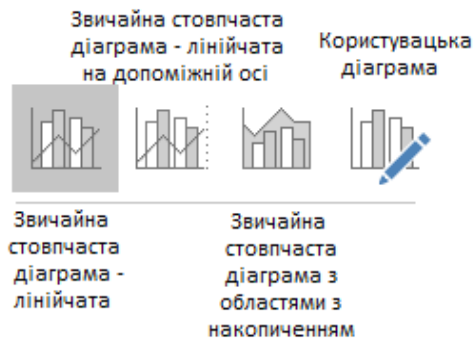 Звичайна стовпчаста
діаграма - лінійчата
на допоміжній осі
Користувацька
діаграма
Звичайна
стовпчаста
діаграма -
лінійчата
Звичайна
стовпчаста
діаграма з
областями з
накопиченням